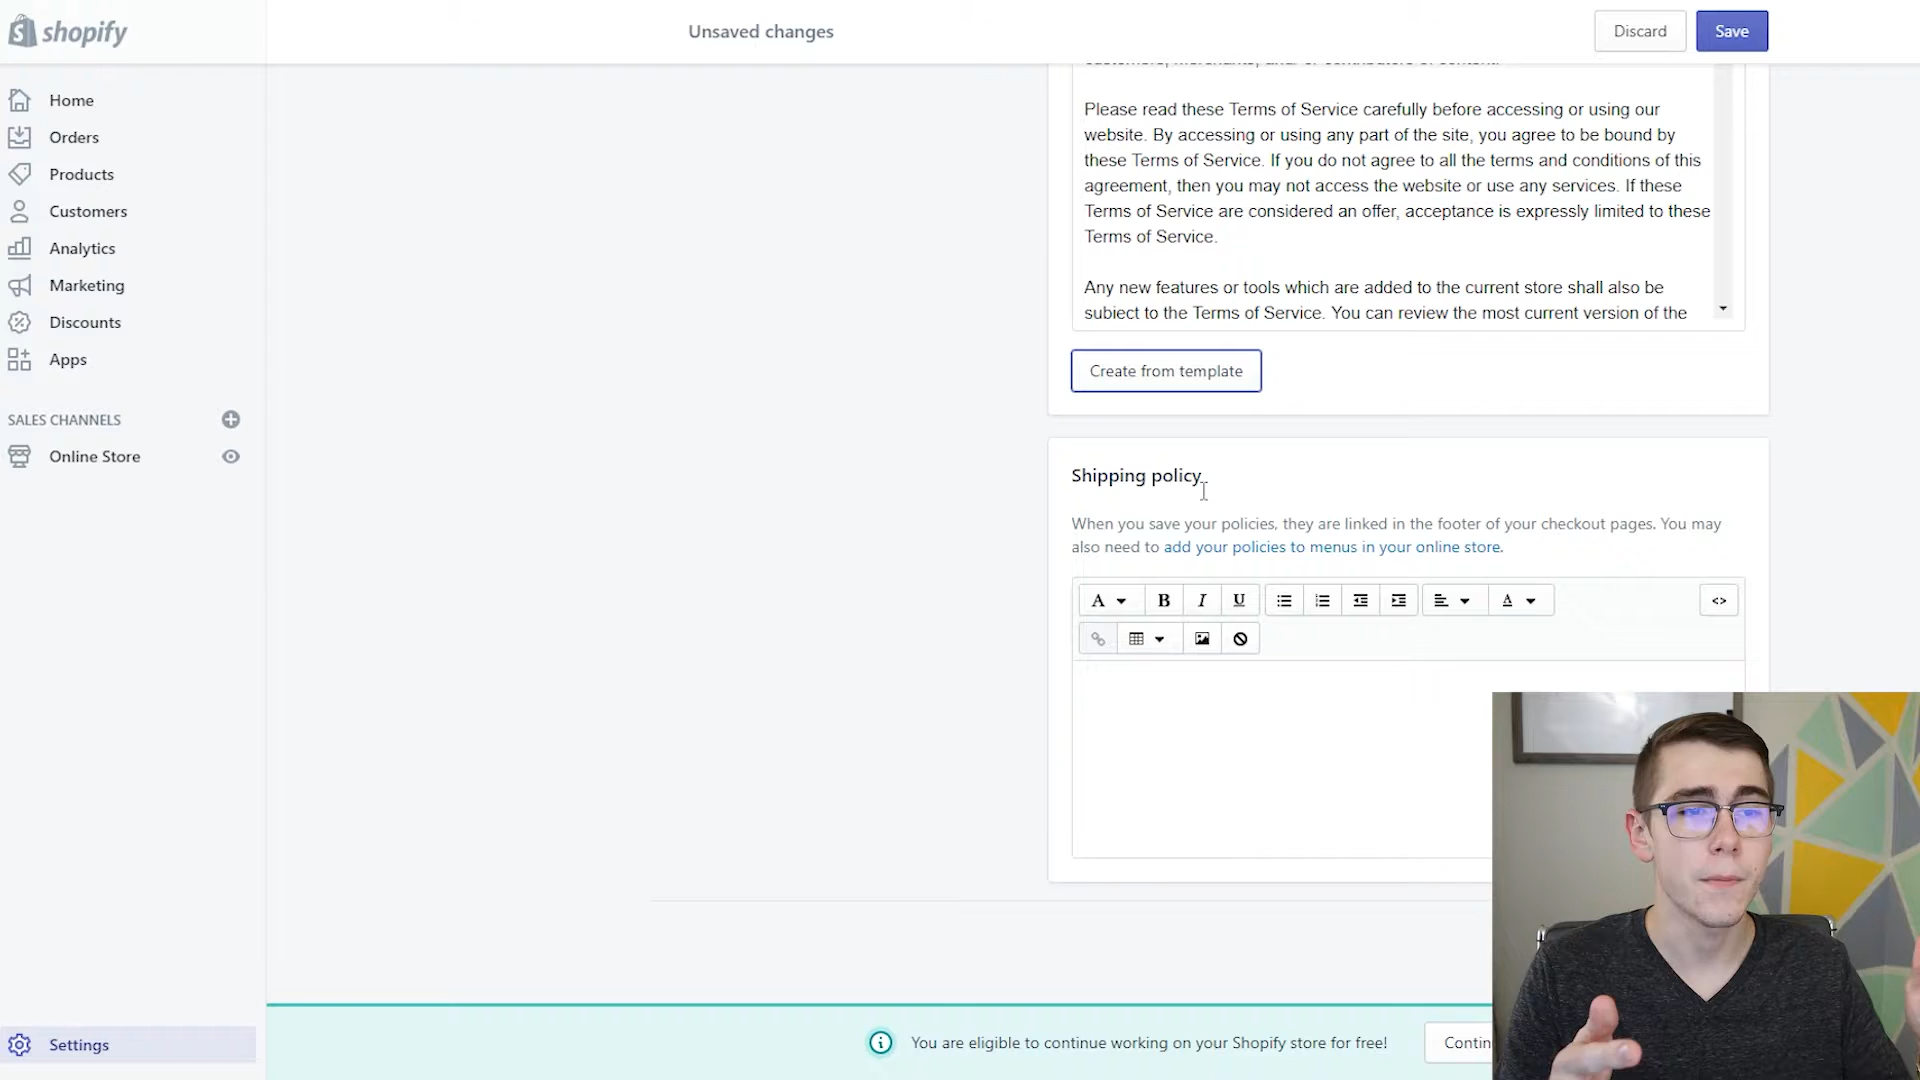 shopify
Unsaved changes
Discard
Save
Home
Orders
Products
Customers
Analytics
Marketing
Discounts
Apps
SALES CHANNELS
Online Store
Settings
customers, merchants, and/ or contributors of content.
Please read these Terms of Service carefully before accessing or using our
website. By accessing or using any part of the site, you agree to be bound by
these Terms of Service. If you do not agree to all the terms and conditions of this
agreement, then you may not access the website or use any services. If these
Terms of Service are considered an offer, acceptance is expressly limited to these
Terms of Service.
Any new features or tools which are added to the current store shall also be
subject to the Terms of Service. You can review the most current version of the
Create from template
Shipping policy
When you save your policies, they are linked in the footer of your checkout pages. You may
also need to add your policies to menus in your online store.
A B I U A <>
You are eligible to continue working on your Shopify store for free!
Contin